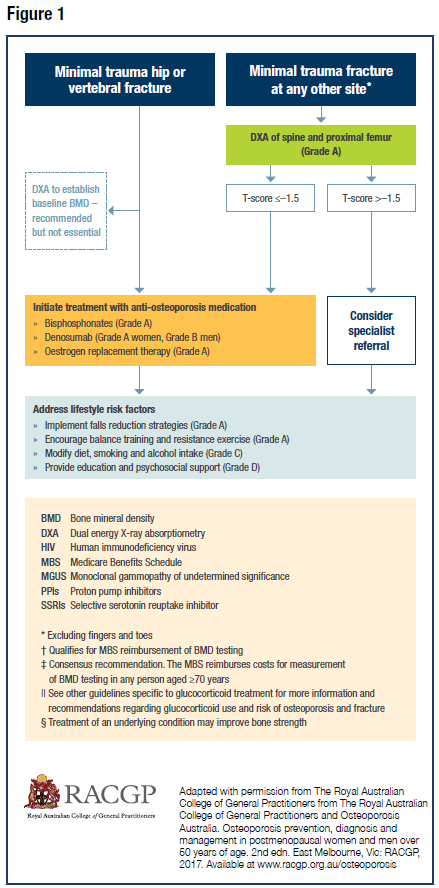 Figure 1
Minimal trauma hip or
vertebral fracture
Minimal trauma fracture
at any other site*
DXA of spine and proximal femur
(Grade A)
DXA to establish
baseline BMD –
recommended
but not essential
T-score ≤–1.5
T-score >–1.5
Initiate treatment with anti-osteoporosis medication
» Bisphosphonates (Grade A)
» Denosumab (Grade A women, Grade B men)
» Oestrogen replacement therapy (Grade A)
Consider
specialist
referral
Address lifestyle risk factors
» Implement falls reduction strategies (Grade A)
» Encourage balance training and resistance exercise (Grade A)
» Modify diet, smoking and alcohol intake (Grade C)
» Provide education and psychosocial support (Grade D)
BMD Bone mineral density
DXA Dual energy X-ray absorptiometry
HIV Human immunodeficiency virus
MBS Medicare Benefits Schedule
MGUS Monoclonal gammopathy of undetermined significance
PPIs Proton pump inhibitors
SSRIs Selective serotonin reuptake inhibitor
* Excluding fingers and toes
† Qualifies for MBS reimbursement of BMD testing
‡ Consensus recommendation. The MBS reimburses costs for measurement
of BMD testing in any person aged ≥70 years
|| See other guidelines specific to glucocorticoid treatment for more information and
recommendations regarding glucocorticoid use and risk of osteoporosis and fracture
§ Treatment of an underlying condition may improve bone strength
RACGP
Royal Australian College of General Practitioners
Adapted with permission from The Royal Australian
College of General Practitioners from The Royal Australian
College of General Practitioners and Osteoporosis
Australia. Osteoporosis prevention, diagnosis and
management in postmenopausal women and men over
50 years of age. 2nd edn. East Melbourne, Vic: RACGP,
2017. Available at www.racgp.org.au/osteoporosis